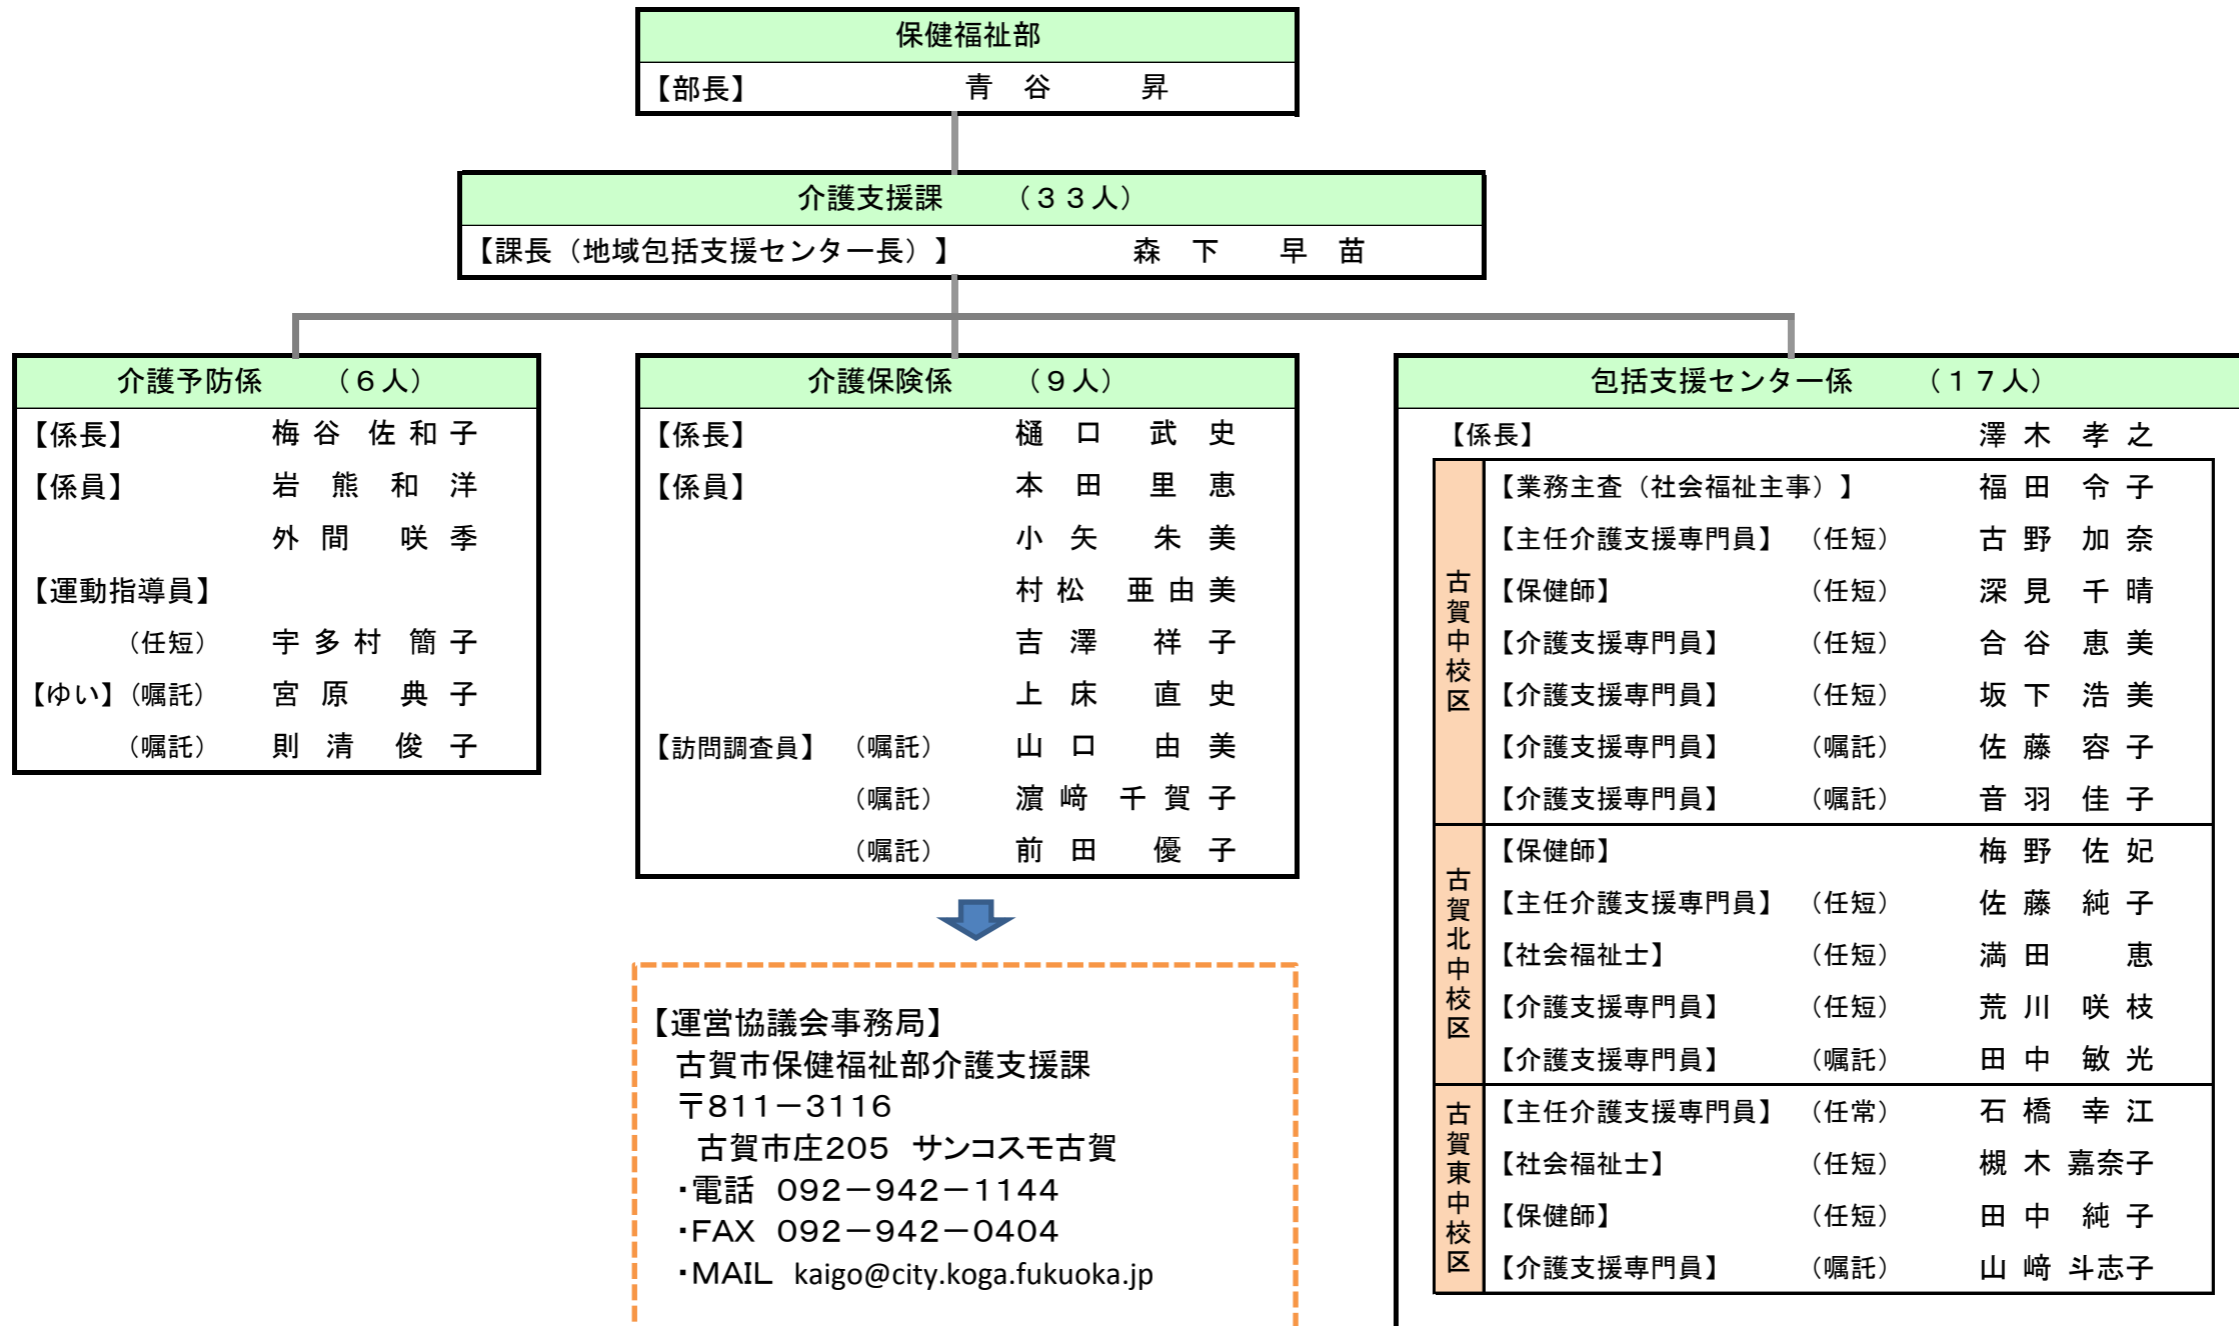 保健福祉部
【部長】 青谷 昇
介護支援課 （３３人）
【課長（地域包括支援センター長）】 森下 早苗
介護予防係 （６人）
【係長】 梅谷 佐和子
【係員】 岩熊 和洋
外間 咲季
【運動指導員】
（任短） 宇多村 簡子
【ゆい】（嘱託） 宮原 典子
（嘱託） 則清 俊子
介護保険係 （９人）
【係長】 樋口 武史
【係員】 本田 里恵
小矢 朱美
村松 亜由美
吉澤 祥子
上床 直史
【訪問調査員】 （嘱託） 山口 由美
（嘱託） 濵﨑 千賀子
（嘱託） 前田 優子
【運営協議会事務局】
古賀市保健福祉部介護支援課
〒811－3116
古賀市庄205 サンコスモ古賀
・電話 092－942－1144
・FAX 092－942－0404
・MAIL kaigo@city.koga.fukuoka.jp
包括支援センター係 （１７人）
【係長】 澤木 孝之
古賀中校区
【業務主査（社会福祉主事）】 福田 令子
【主任介護支援専門員】 （任短） 古野 加奈
【保健師】 （任短） 深見 千晴
【介護支援専門員】 （任短） 合谷 恵美
【介護支援専門員】 （任短） 坂下 浩美
【介護支援専門員】 （嘱託） 佐藤 容子
【介護支援専門員】 （嘱託） 音羽 佳子
古賀北中校区
【保健師】 梅野 佐妃
【主任介護支援専門員】 （任短） 佐藤 純子
【社会福祉士】 （任短） 満田 恵
【介護支援専門員】 （任短） 荒川 咲枝
【介護支援専門員】 （嘱託） 田中 敏光
古賀東中校区
【主任介護支援専門員】 （任常） 石橋 幸江
【社会福祉士】 （任短） 槻木 嘉奈子
【保健師】 （任短） 田中 純子
【介護支援専門員】 （嘱託） 山﨑 斗志子